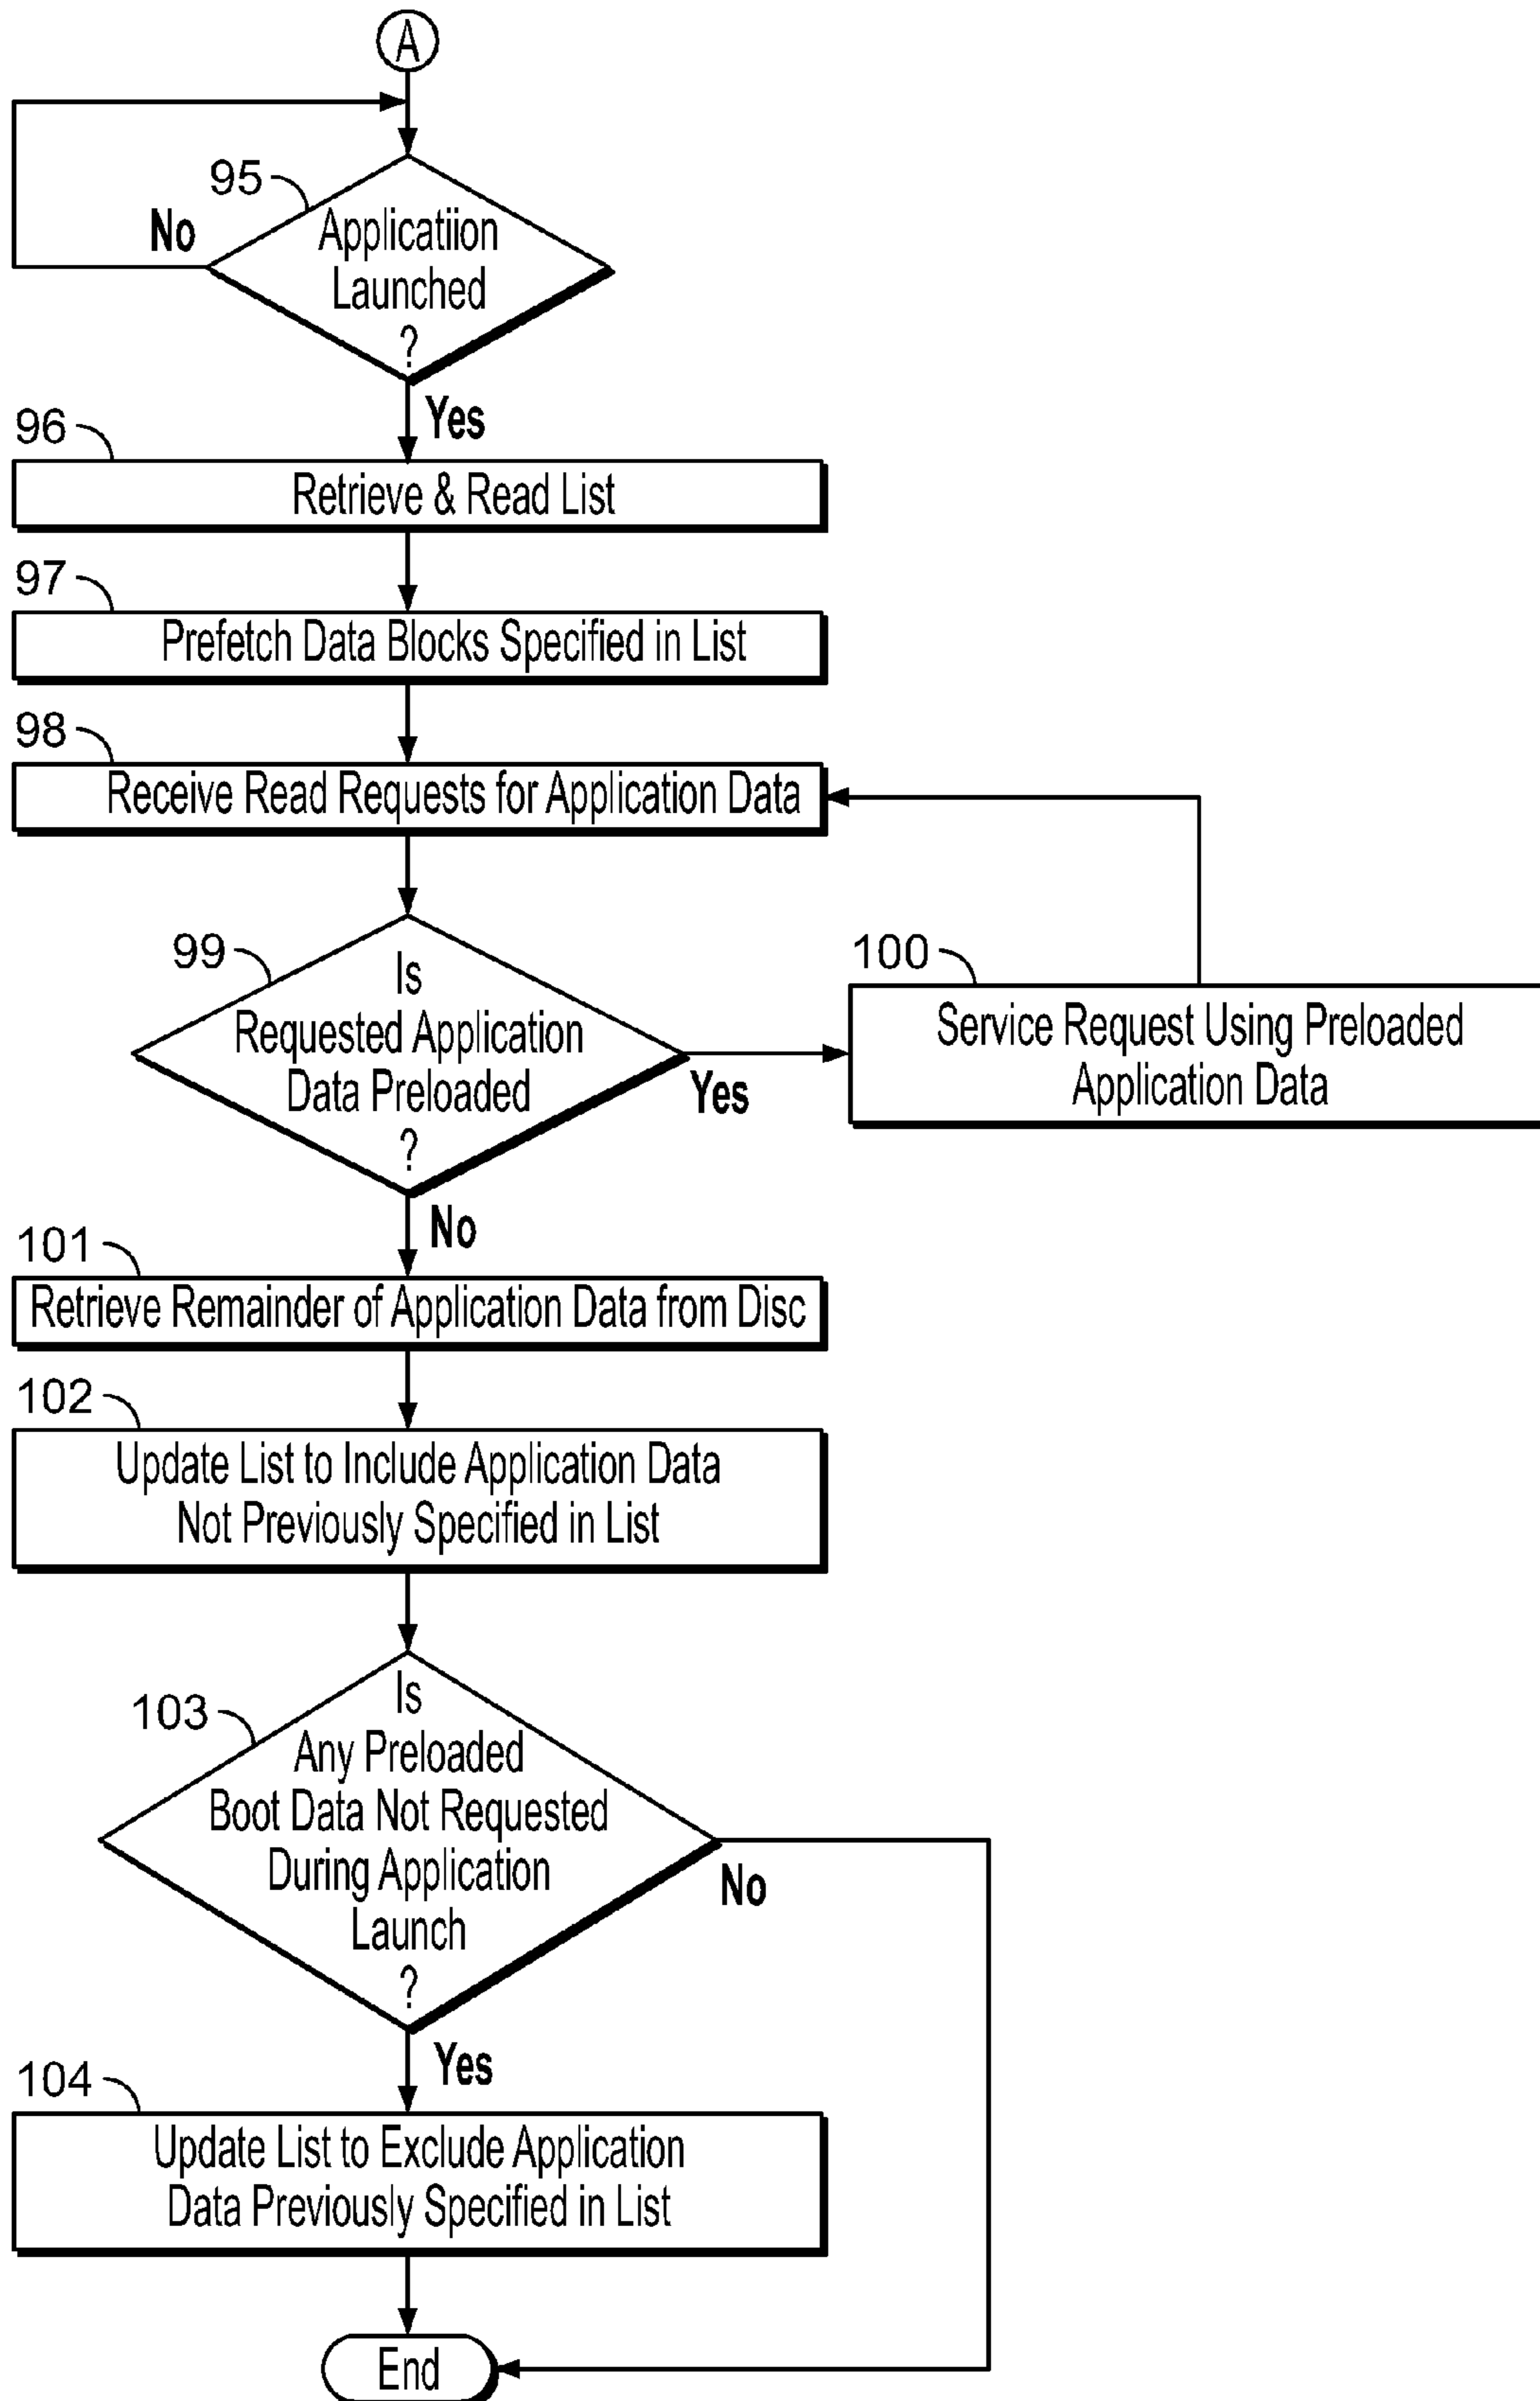 A
95
No
Applicatiion
Launched
?
Yes
96
Retrieve & Read List
97
Prefetch Data Blocks Specified in List
98
Receive Read Requests for Application Data
99
Is
Requested Application
Data Preloaded
?
Yes
100
Service Request Using Preloaded
Application Data
No
101
Retrieve Remainder of Application Data from Disc
102
Update List to Include Application Data
Not Previously Specified in List
103
Is
Any Preloaded
Boot Data Not Requested
During Application
Launch
?
No
Yes
104
Update List to Exclude Application
Data Previously Specified in List
End